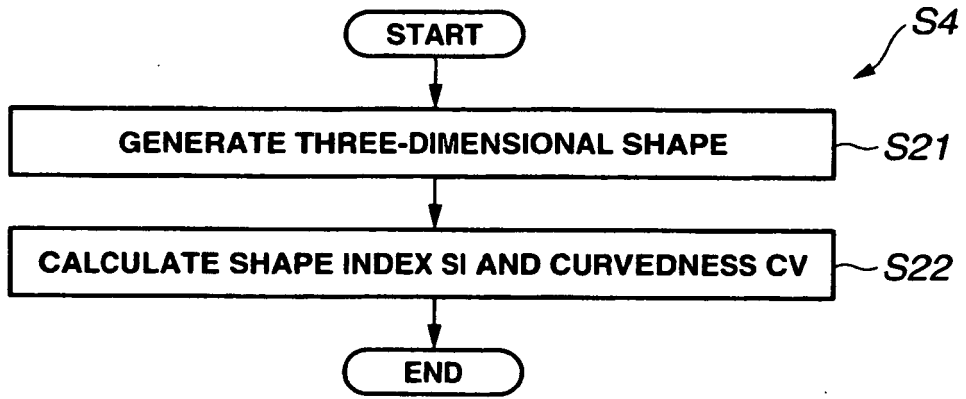 START
S4
GENERATE THREE-DIMENSIONAL SHAPE
S21
CALCULATE SHAPE INDEX SI AND CURVEDNESS CV
S22
END